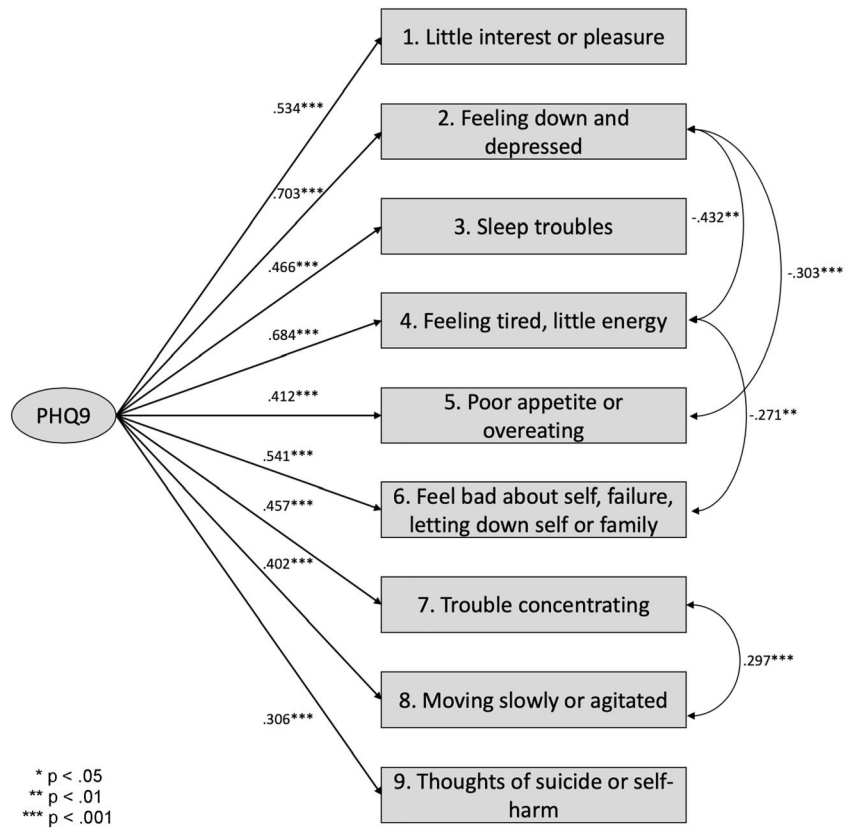 1. Little interest or pleasure
.534***
2. Feeling down and
depressed
.703***
3. Sleep troubles
-.432**
.466***
-.303***
4. Feeling tired, little energy
.684***
.412***
PHQ9
5. Poor appetite or
overeating
-.271**
.541***
6. Feel bad about self, failure,
letting down self or family
.457***
.402***
7. Trouble concentrating
.297***
8. Moving slowly or agitated
.306***
9. Thoughts of suicide or self-
harm
* p < .05
** p < .01
*** p < .001